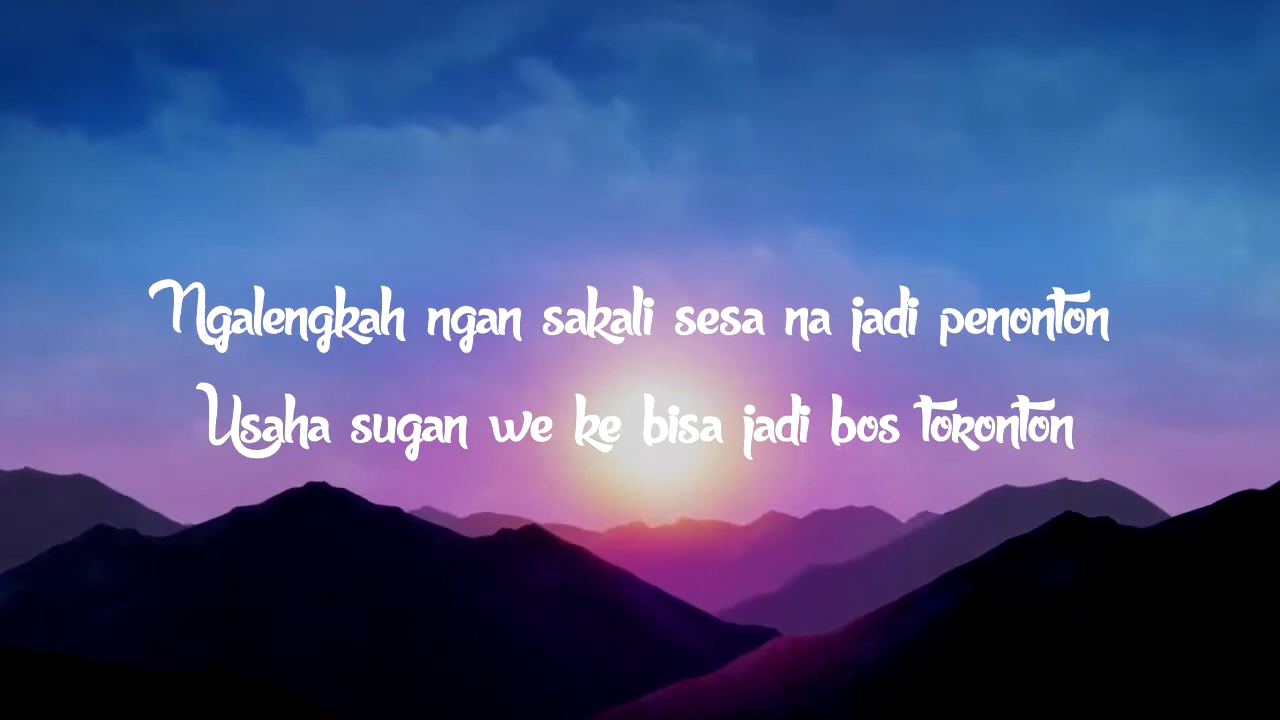 Ngalengkah ngan sakali sesa na jadi penonton
Usaha sugan we ke bisa jadi bos toronton